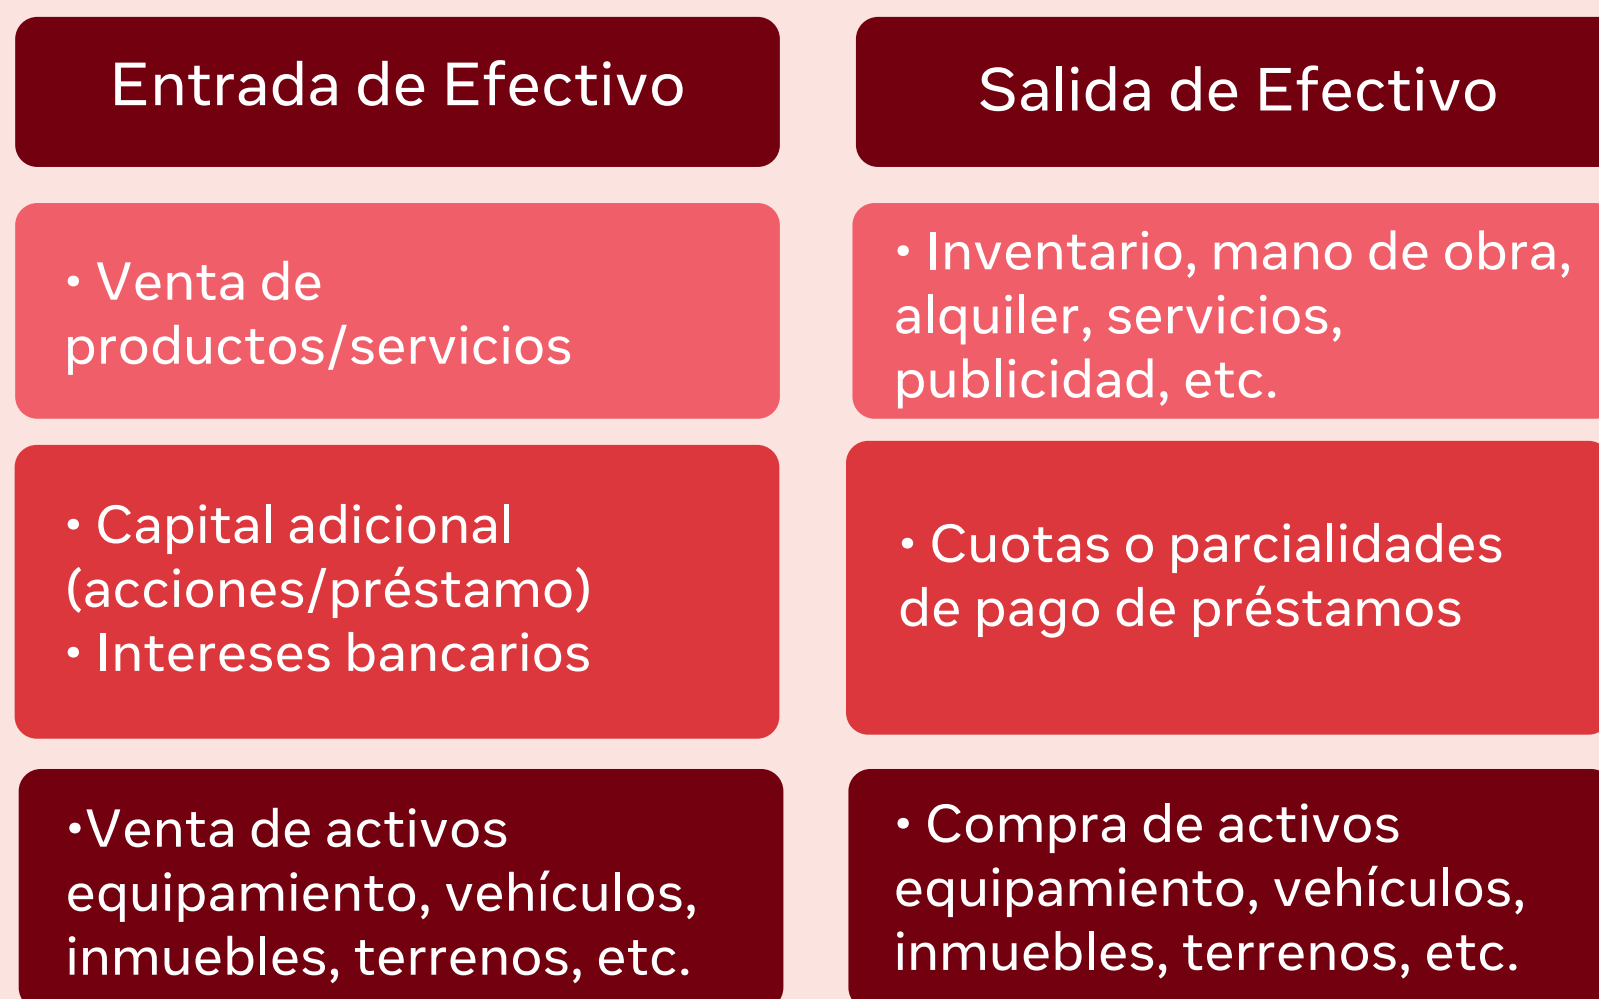 Entrada de Efectivo
Salida de Efectivo
• Venta de
productos/servicios
• Inventario, mano de obra,
alquiler, servicios,
publicidad, etc.
• Capital adicional
(acciones/préstamo)
• Intereses bancarios
• Cuotas o parcialidades
de pago de préstamos
•Venta de activos
equipamiento, vehículos,
inmuebles, terrenos, etc.
• Compra de activos
equipamiento, vehículos,
inmuebles, terrenos, etc.